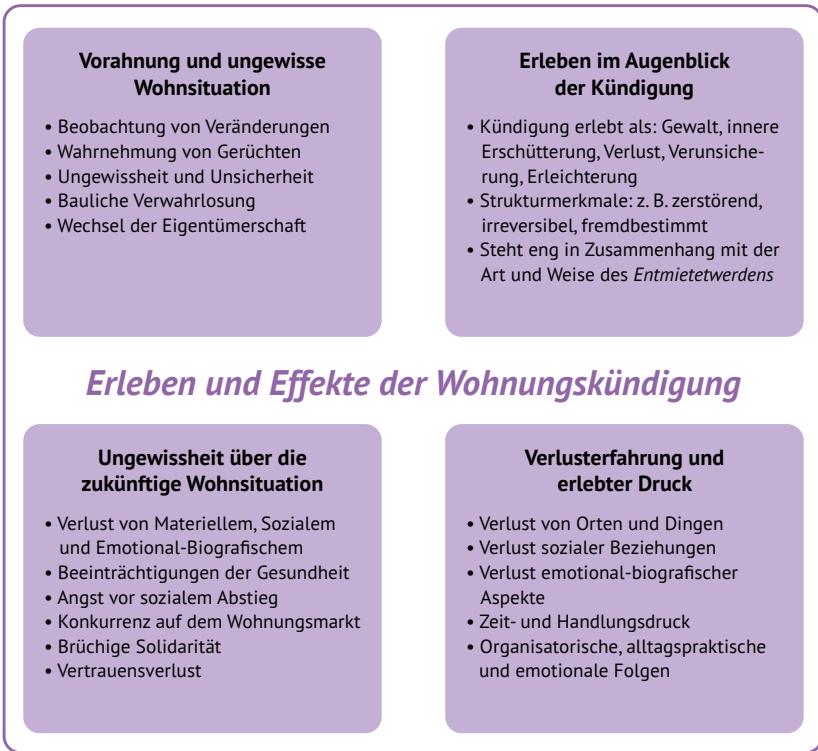 Vorahnung und ungewisse
Wohnsituation
• Beobachtung von Veränderungen
• Wahrnehmung von Gerüchten
• Ungewissheit und Unsicherheit
• Bauliche Verwahrlosung
• Wechsel der Eigentümerschaft
Erleben im Augenblick
der Kündigung
• Kündigung erlebt als: Gewalt, innere
Erschütterung, Verlust, Verunsiche-
rung, Erleichterung
• Strukturmerkmale: z. B. zerstörend,
irreversibel, fremdbestimmt
• Steht eng in Zusammenhang mit der
Art und Weise des Entmietetwerdens
Erleben und Effekte der Wohnungskündigung
Ungewissheit über die
zukünftige Wohnsituation
• Verlust von Materiellem, Sozialem
und Emotional-Biografischem
• Beeinträchtigungen der Gesundheit
• Angst vor sozialem Abstieg
• Konkurrenz auf dem Wohnungsmarkt
• Brüchige Solidarität
• Vertrauensverlust
Verlusterfahrung und
erlebter Druck
• Verlust von Orten und Dingen
• Verlust sozialer Beziehungen
• Verlust emotional-biografischer
Aspekte
• Zeit- und Handlungsdruck
• Organisatorische, alltagspraktische
und emotionale Folgen